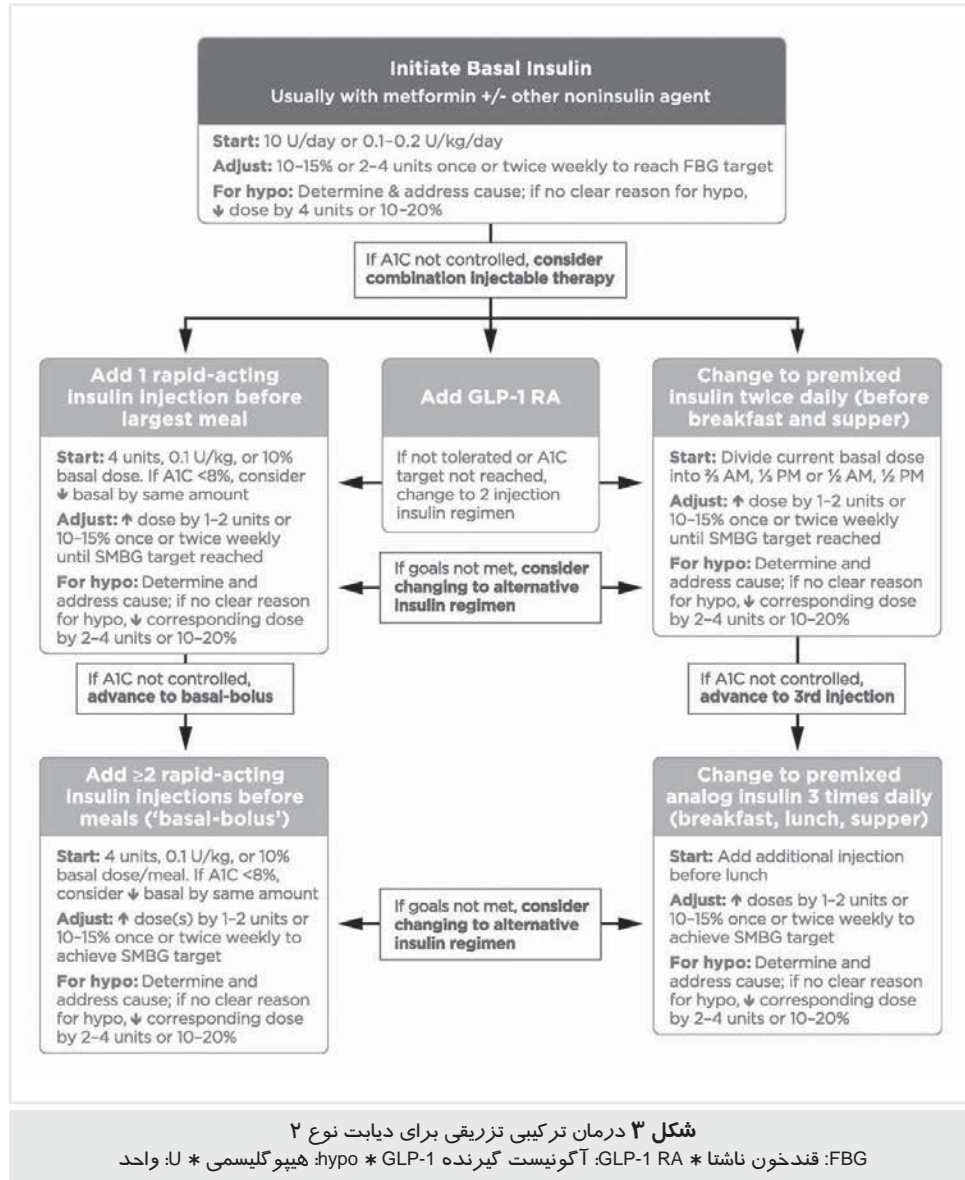 Initiate Basal Insulin
Usually with metformin +/- other noninsulin agent
Start: 10 U/day or 0.1–0.2 U/kg/day
Adjust: 10–15% or 2–4 units once or twice weekly to reach FBG target
For hypo: Determine & address cause; if no clear reason for hypo,
↓ dose by 4 units or 10–20%
If A1C not controlled, consider
combination injectable therapy
Add 1 rapid-acting
insulin injection before
largest meal
Start: 4 units, 0.1 U/kg, or 10%
basal dose. If A1C <8%, consider
↓ basal by same amount
Adjust: ↑ dose by 1–2 units or
10–15% once or twice weekly
until SMBG target reached
For hypo: Determine and
address cause; if no clear reason
for hypo, ↓ corresponding dose
by 2–4 units or 10–20%
Add GLP-1 RA
If not tolerated or A1C
target not reached,
change to 2 injection
insulin regimen
Change to premixed
insulin twice daily (before
breakfast and supper)
Start: Divide current basal dose
into ⅔ AM, ⅓ PM or ½ AM, ½ PM
Adjust: ↑ dose by 1–2 units or
10–15% once or twice weekly
until SMBG target reached
For hypo: Determine and
address cause; if no clear reason
for hypo, ↓ corresponding dose
by 2–4 units or 10–20%
If goals not met, consider
changing to alternative
insulin regimen
If A1C not controlled,
advance to basal-bolus
If A1C not controlled,
advance to 3rd injection
Add ≥2 rapid-acting
insulin injections before
meals ('basal-bolus')
Start: 4 units, 0.1 U/kg, or 10%
basal dose/meal. If A1C <8%,
consider ↓ basal by same amount
Adjust: ↑ dose(s) by 1–2 units or
10–15% once or twice weekly to
achieve SMBG target
For hypo: Determine and
address cause; if no clear reason
for hypo, ↓ corresponding dose
by 2–4 units or 10–20%
If goals not met, consider
changing to alternative
insulin regimen
Change to premixed
analog insulin 3 times daily
(breakfast, lunch, supper)
Start: Add additional injection
before lunch
Adjust: ↑ doses by 1–2 units or
10–15% once or twice weekly to
achieve SMBG target
For hypo: Determine and
address cause; if no clear reason
for hypo, ↓ corresponding dose
by 2–4 units or 10–20%
شکل ۳ درمان ترکیبی تزریقی برای دیابت نوع ۲
FBG: قندخون ناشتا * GLP-1 RA: آگونیست گیرنده GLP-1 * hypo: هیپوگلیسمی * U: واحد